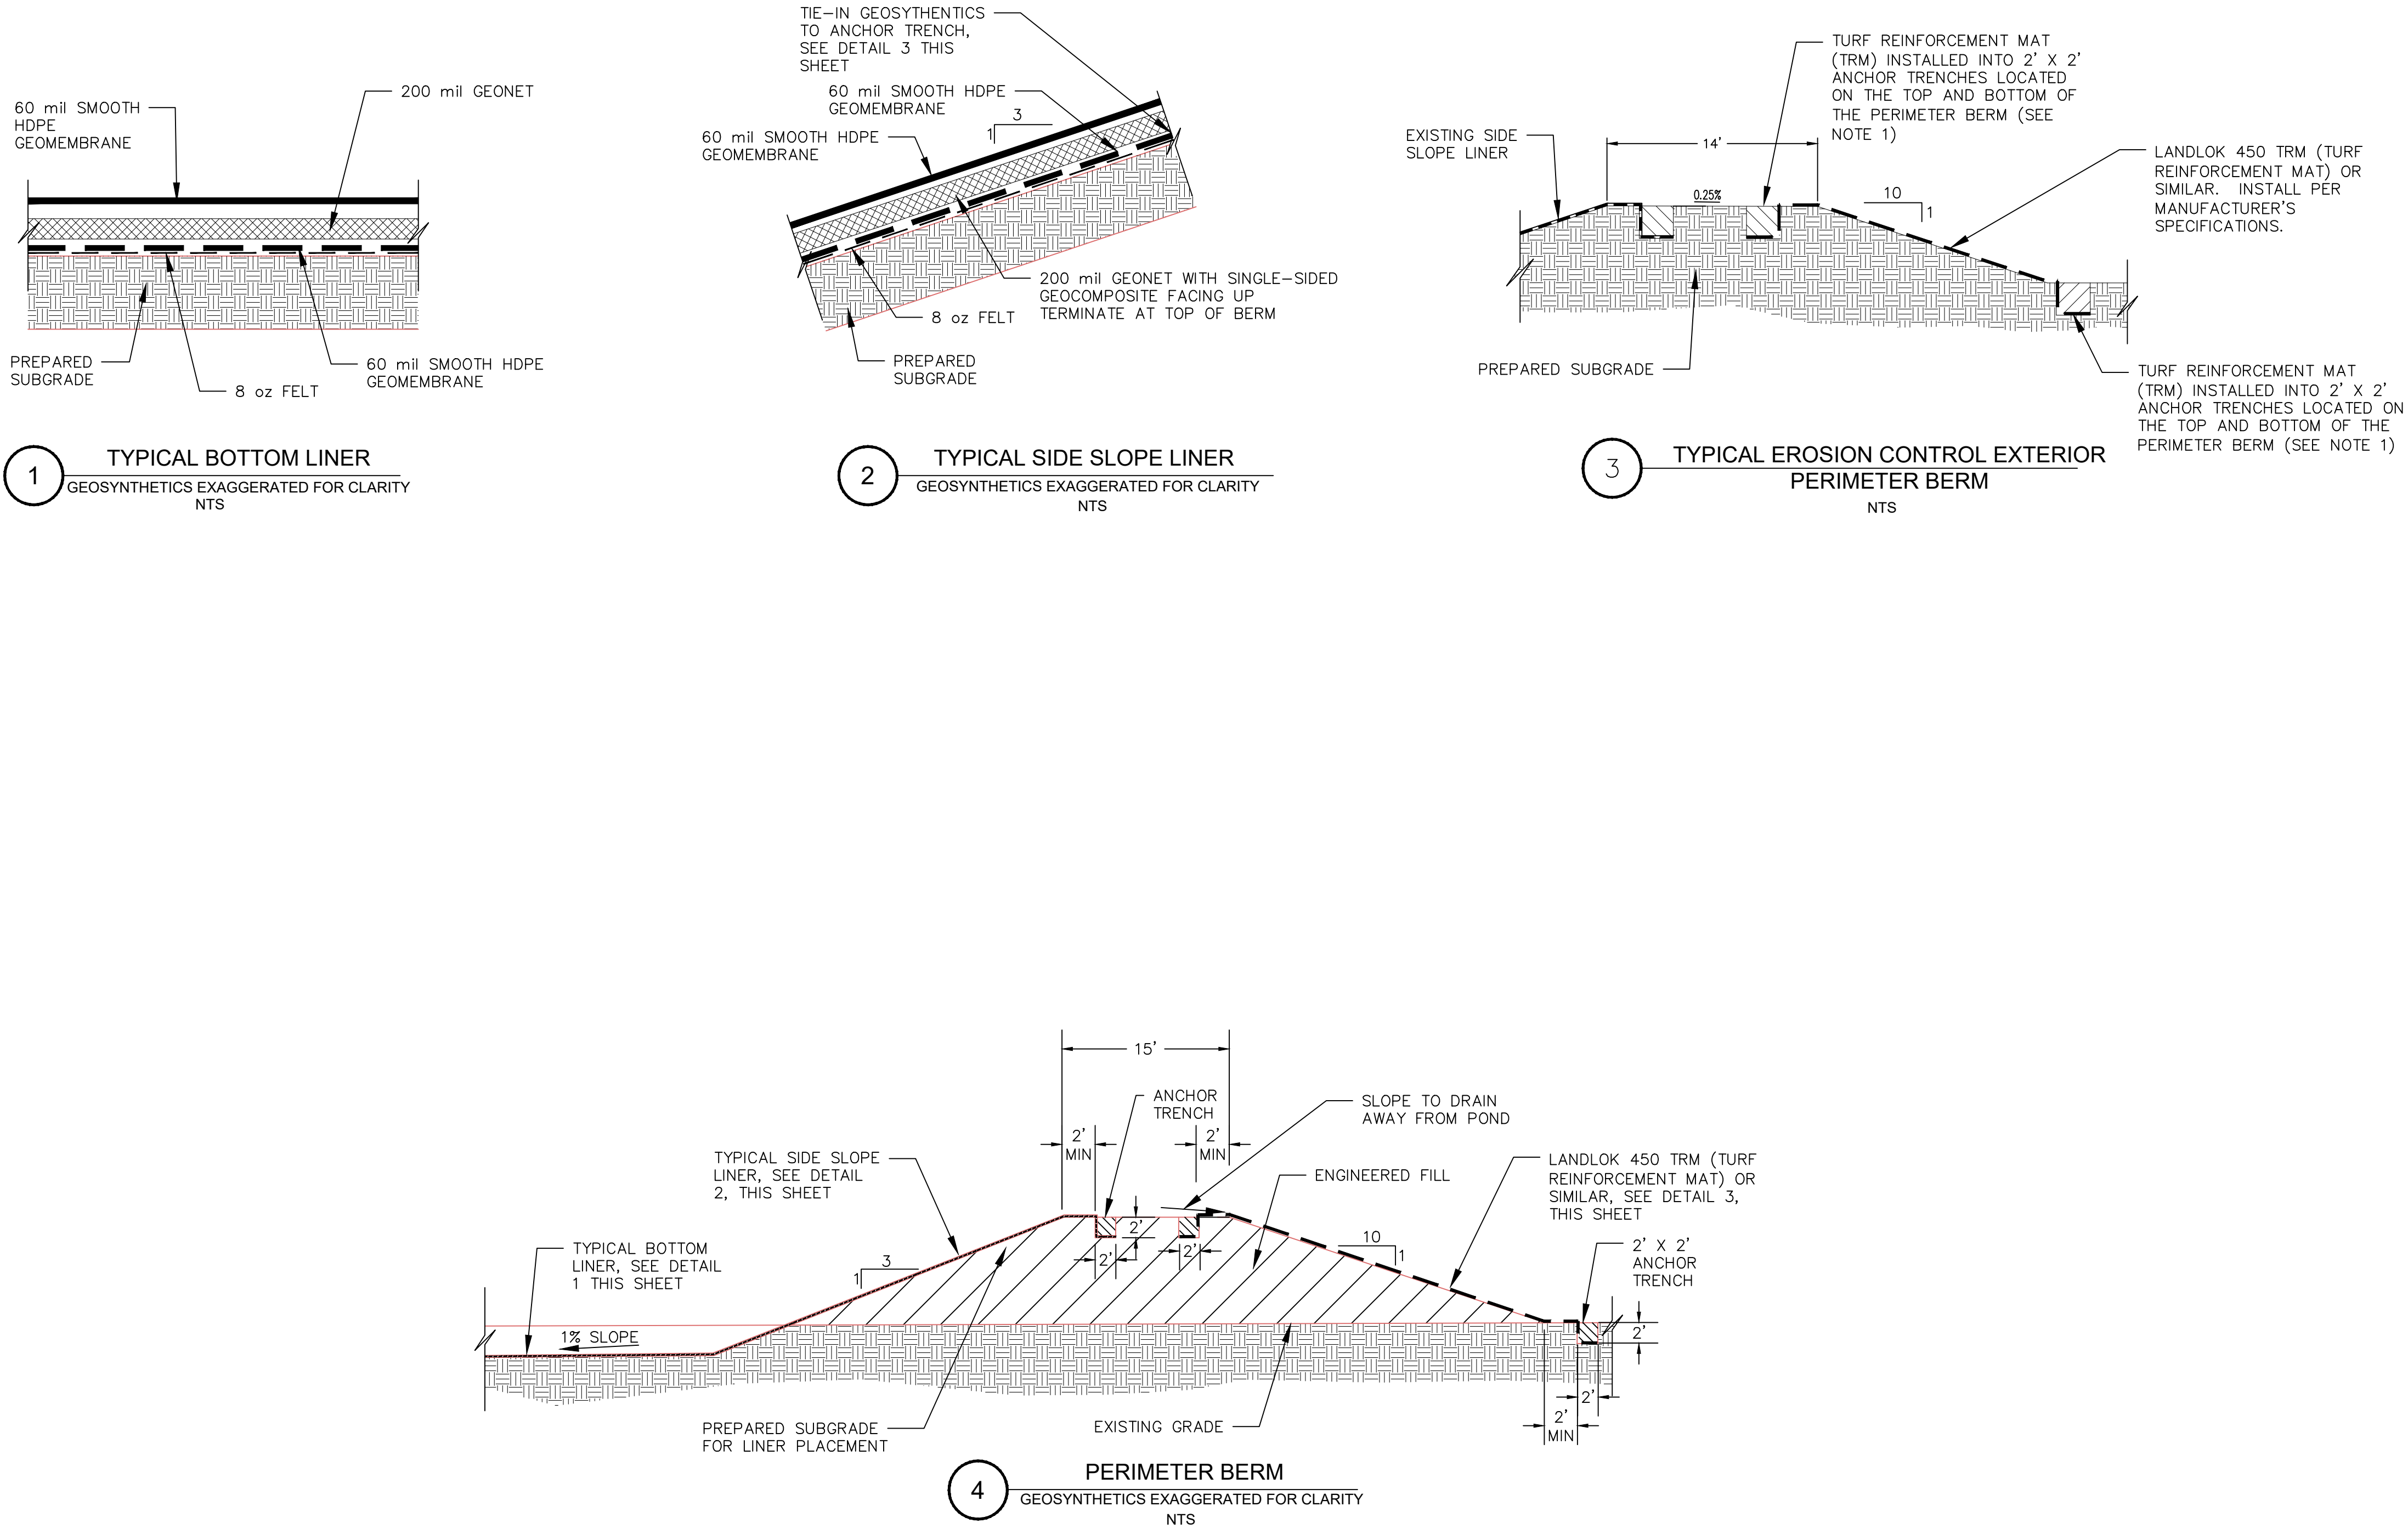 60 mil SMOOTH
HDPE
GEOMEMBRANE
200 mil GEONET
PREPARED
SUBGRADE
8 oz FELT
60 mil SMOOTH HDPE
GEOMEMBRANE
1
TYPICAL BOTTOM LINER
GEOSYNTHETICS EXAGGERATED FOR CLARITY
NTS
TIE-IN GEOSYTHENTICS
TO ANCHOR TRENCH,
SEE DETAIL 3 THIS
SHEET
60 mil SMOOTH HDPE
GEOMEMBRANE
60 mil SMOOTH HDPE
GEOMEMBRANE
3
1
200 mil GEONET WITH SINGLE-SIDED
GEOCOMPOSITE FACING UP
TERMINATE AT TOP OF BERM
8 oz FELT
PREPARED
SUBGRADE
2
TYPICAL SIDE SLOPE LINER
GEOSYNTHETICS EXAGGERATED FOR CLARITY
NTS
TURF REINFORCEMENT MAT
(TRM) INSTALLED INTO 2' X 2'
ANCHOR TRENCHES LOCATED
ON THE TOP AND BOTTOM OF
THE PERIMETER BERM (SEE
NOTE 1)
EXISTING SIDE
SLOPE LINER
14'
0.25%
10
1
LANDLOK 450 TRM (TURF
REINFORCEMENT MAT) OR
SIMILAR. INSTALL PER
MANUFACTURER'S
SPECIFICATIONS.
PREPARED SUBGRADE
TURF REINFORCEMENT MAT
(TRM) INSTALLED INTO 2' X 2'
ANCHOR TRENCHES LOCATED ON
THE TOP AND BOTTOM OF THE
PERIMETER BERM (SEE NOTE 1)
3
TYPICAL EROSION CONTROL EXTERIOR
PERIMETER BERM
NTS
15'
ANCHOR
TRENCH
SLOPE TO DRAIN
AWAY FROM POND
2'
MIN
2'
MIN
TYPICAL SIDE SLOPE
LINER, SEE DETAIL
2, THIS SHEET
ENGINEERED FILL
LANDLOK 450 TRM (TURF
REINFORCEMENT MAT) OR
SIMILAR, SEE DETAIL 3,
THIS SHEET
TYPICAL BOTTOM
LINER, SEE DETAIL
1 THIS SHEET
3
1
2'
2'
2'
10
1
2' X 2'
ANCHOR
TRENCH
1% SLOPE
2'
2'
2'
MIN
PREPARED SUBGRADE
FOR LINER PLACEMENT
EXISTING GRADE
4
PERIMETER BERM
GEOSYNTHETICS EXAGGERATED FOR CLARITY
NTS